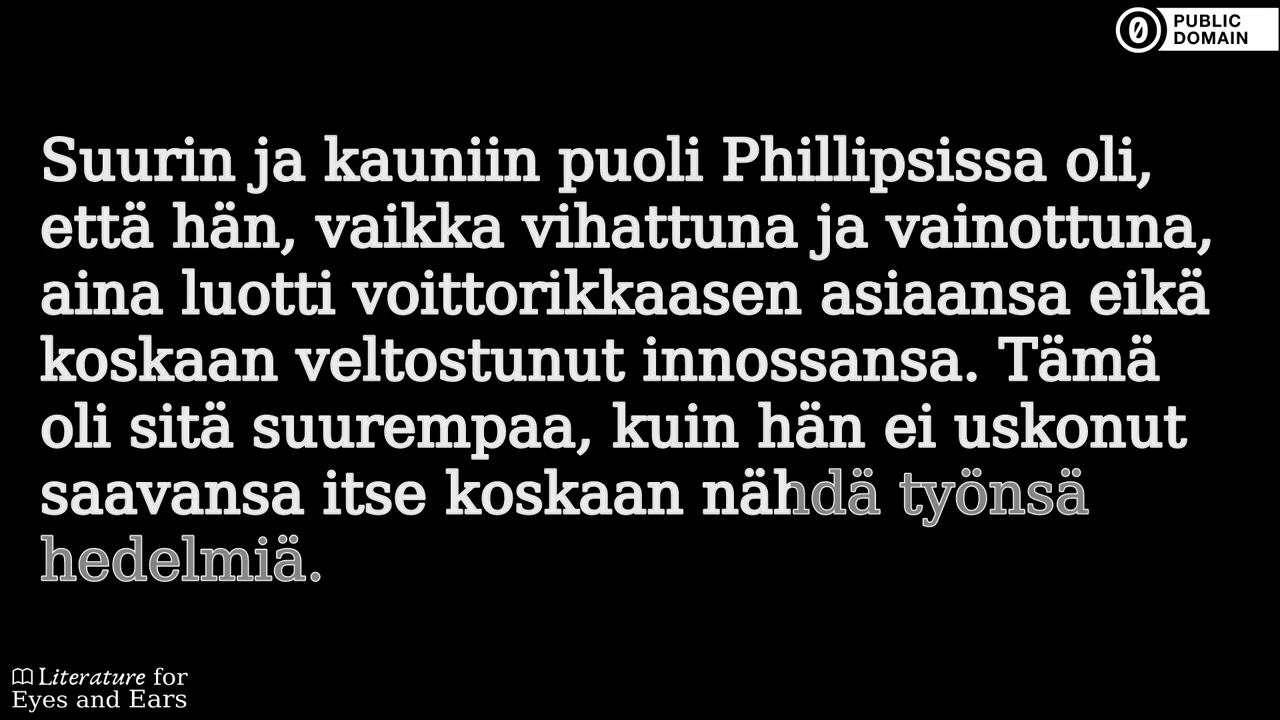 PUBLIC
DOMAIN
Suurin ja kauniin puoli Phillipsissa oli,
että hän, vaikka vihattuna ja vainottuna,
aina luotti voittorikkaasen asiaansa eikä
koskaan veltostunut innossansa. Tämä
oli sitä suurempaa, kuin hän ei uskonut
saavansa itse koskaan nähdä työnsä
hedelmiä.
Literature for
Eyes and Ears